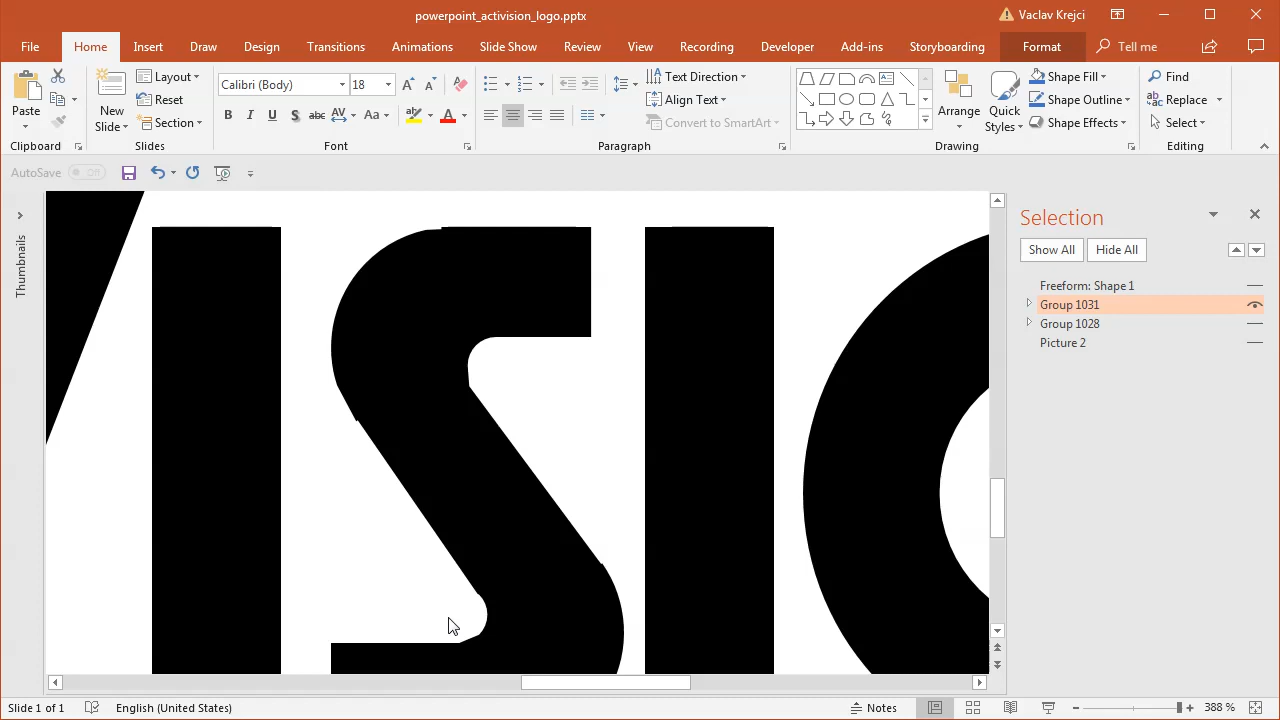 powerpoint_activision_logo.pptx
Vaclav Krejci
File Home Insert Draw Design Transitions Animations Slide Show Review View Recording Developer Add-ins Storyboarding Format Tell me
Paste
Clipboard
New
Slide
Layout
Reset
Section
Slides
Calibri (Body) 18
B I U S abc AV Aa A
Font
Text Direction
Align Text
Convert to SmartArt
Paragraph
Arrange
Quick
Styles
Shape Fill
Shape Outline
Shape Effects
Drawing
Find
Replace
Select
Editing
AutoSave Off
Thumbnails
ISIO
Selection
Show All Hide All
Freeform: Shape 1
Group 1031
Group 1028
Picture 2
Slide 1 of 1 English (United States) Notes 388 %